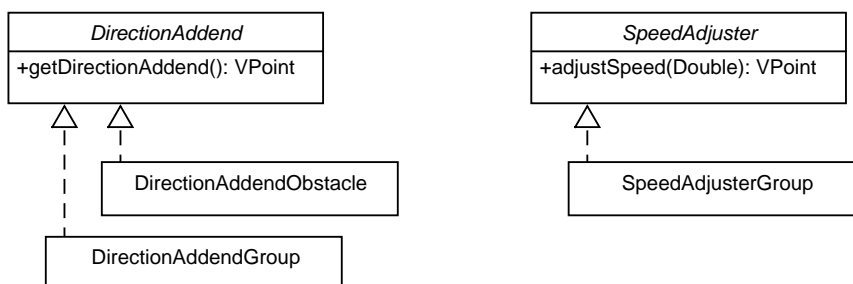 DirectionAddend
+getDirectionAddend(): VPoint
DirectionAddendObstacle
DirectionAddendGroup
SpeedAdjuster
+adjustSpeed(Double): VPoint
SpeedAdjusterGroup